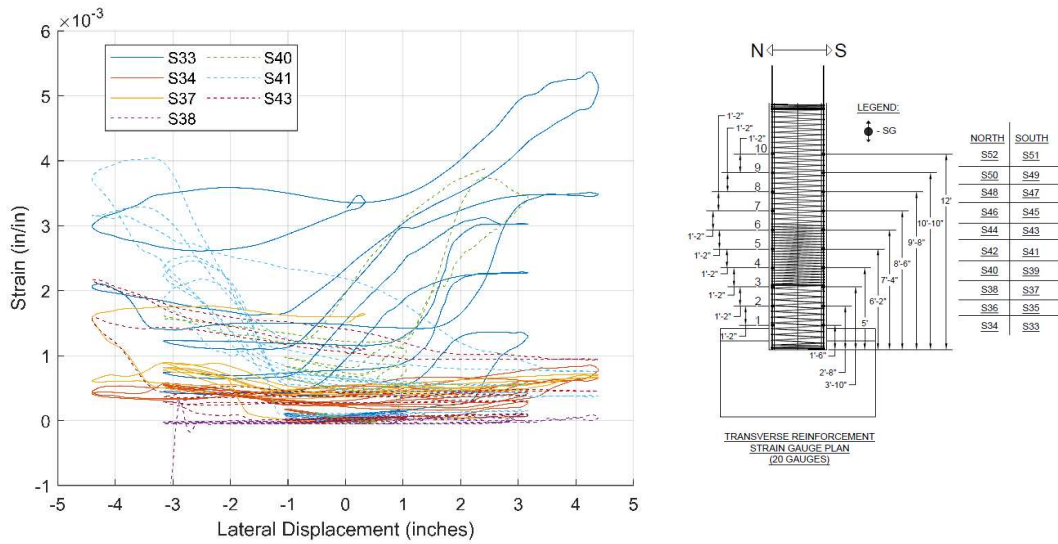 ×10⁻³
6
5
4
3
2
1
0
-1
Strain (in/in)
S33
S34
S37
S38
S40
S41
S43
-5 -4 -3 -2 -1 0 1 2 3 4 5
Lateral Displacement (inches)
N S
LEGEND:
- SG
1'-2"
1'-2"
1'-2"
1'-2"
1'-2"
1'-2"
1'-2"
1'-2"
1'-2"
1'-2"
10
9
8
7
6
5
4
3
2
1
12'
10'-10"
9'-8"
8'-6"
7'-4"
6'-2"
5'
3'-10"
2'-8"
1'-6"
NORTH SOUTH
S52 S51
S50 S49
S48 S47
S46 S45
S44 S43
S42 S41
S40 S39
S38 S37
S36 S35
S34 S33
TRANSVERSE REINFORCEMENT
STRAIN GAUGE PLAN
(20 GAUGES)